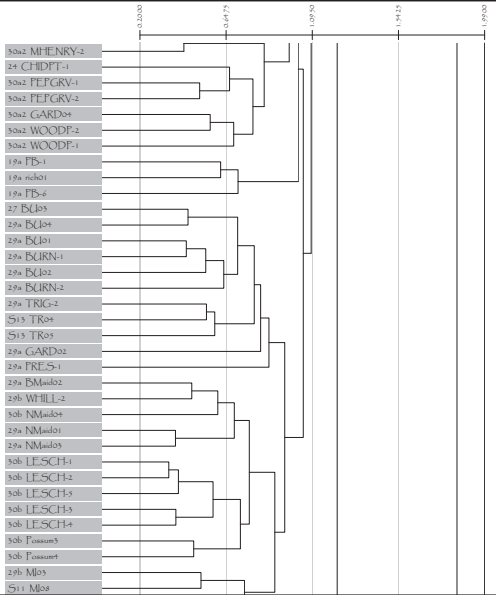 0.2000 0.6475 1.0950 1.5425 1.9900
30a2 MHENRY-2
24 CHIDPT-1
30a2 PEPGRV-1
30a2 PEPGRV-2
30a2 GARD04
30a2 WOODP-2
30a2 WOODP-1
19a PB-1
19a rich01
19a PB-6
27 BU03
29a BU04
29a BU01
29a BURN-1
29a BU02
29a BURN-2
29a TRIG-2
S13 TR04
S13 TR05
29a GARD02
29a PRES-1
29a BMaid02
29b WHILL-2
30b NMaid04
29a NMaid01
29a NMaid03
30b LESCH-1
30b LESCH-2
30b LESCH-5
30b LESCH-3
30b LESCH-4
30b Possum3
30b Possum4
29b MI03
S11 MI08